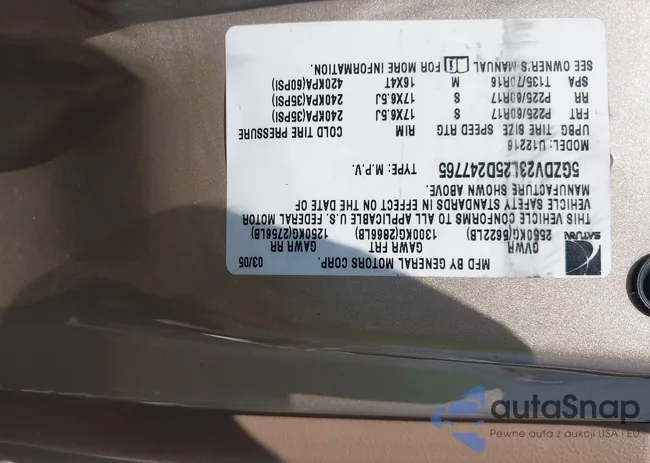 MFD BY GENERAL MOTORS CORP. 03/05
SATURN
GVWR GAWR FRT GAWR RR
2550KG(5622LB) 1300KG(2866LB) 1250KG(2756LB)
THIS VEHICLE CONFORMS TO ALL APPLICABLE U.S. FEDERAL MOTOR
VEHICLE SAFETY STANDARDS IN EFFECT ON THE DATE OF
MANUFACTURE SHOWN ABOVE.
5GZDV23L25D247765 TYPE: M.P.V.
MODEL: U12216
UPBG TIRE SIZE SPEED RTG RIM COLD TIRE PRESSURE
FRT P225/60R17 S 17X6.5J 240KPA(35PSI)
RR P225/60R17 S 17X6.5J 240KPA(35PSI)
SPA T135/70R16 M 16X4T 420KPA(60PSI)
SEE OWNER'S MANUAL FOR MORE INFORMATION.
autaSnap
Pewne auta z aukcji USA i EU